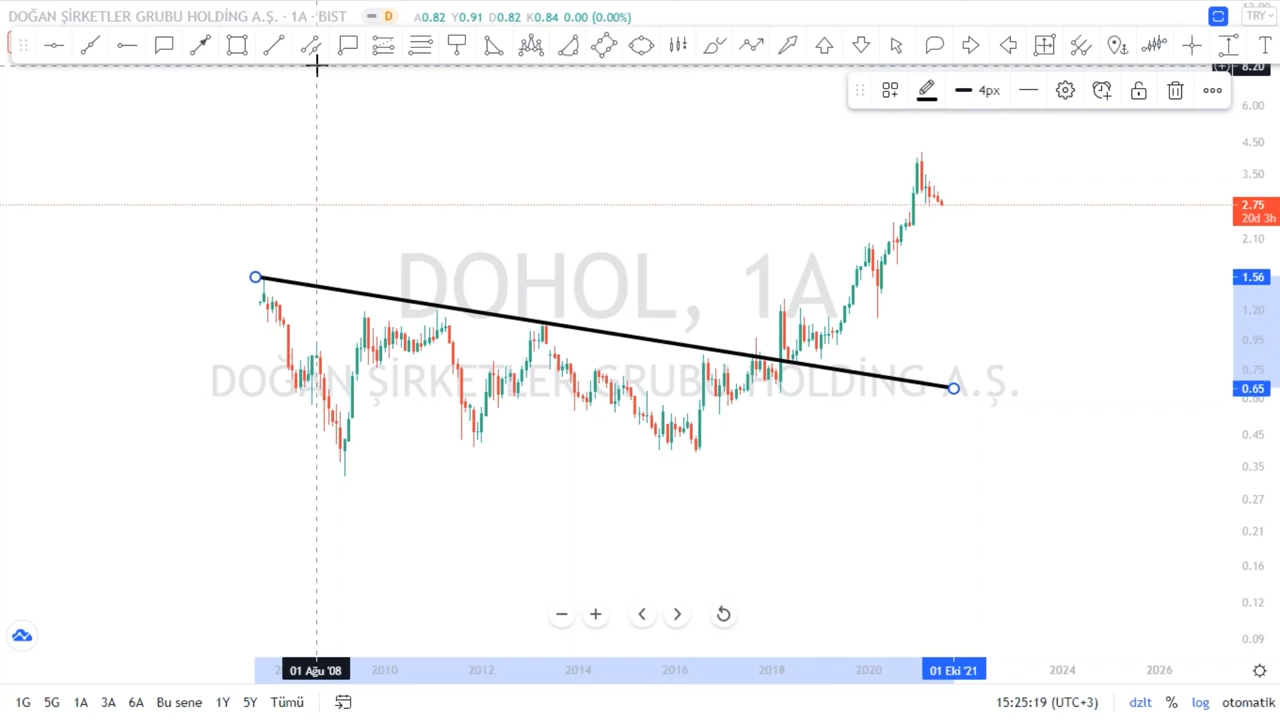 DOĞAN ŞİRKETLER GRUBU HOLDİNG A.Ş. · 1A · BIST D A0.82 Y0.91 D0.82 K0.84 0.00 (0.00%)
TRY
T
8.20
4px
6.00
4.50
3.50
2.75
20d 3h
2.10
1.56
1.20
0.95
0.75
0.65
0.60
0.45
0.35
0.27
0.21
0.16
0.12
0.09
DOHOL, 1A
DOĞAN ŞİRKETLER GRUBU HOLDİNG A.Ş.
01 Ağu '08 2010 2012 2014 2016 2018 2020 01 Eki '21 2024 2026
1G 5G 1A 3A 6A Bu sene 1Y 5Y Tümü 15:25:19 (UTC+3) dzlt % log otomatik